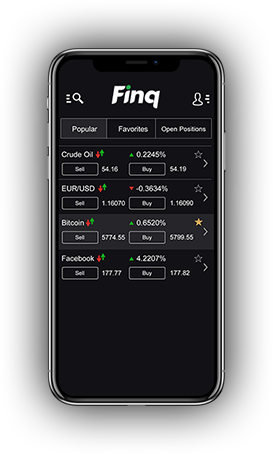 Finq
Popular Favorites Open Positions
Crude Oil 0.2245%
Sell 54.16 Buy 54.19
EUR/USD -0.3634%
Sell 1.16070 Buy 1.16090
Bitcoin 0.6520%
Sell 5774.55 Buy 5799.55
Facebook 4.2207%
Sell 177.77 Buy 177.82